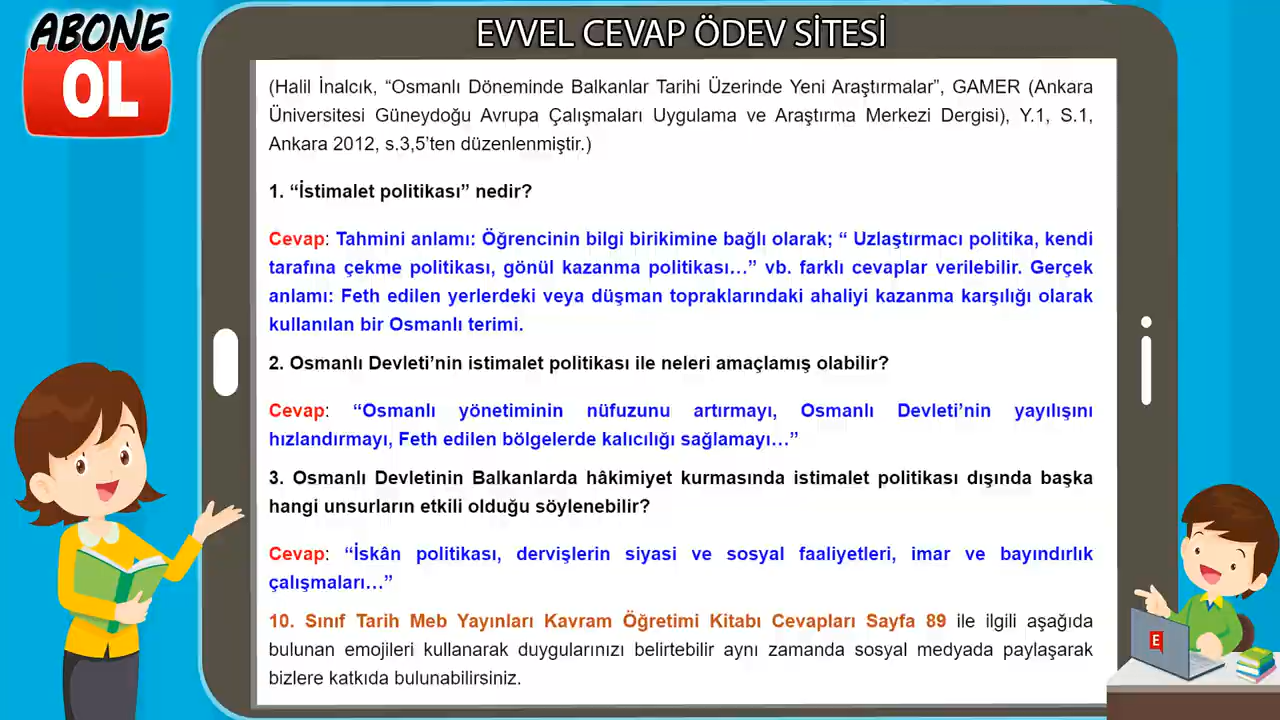 ABONE
OL
EVVEL CEVAP ÖDEV SİTESİ
(Halil İnalcık, “Osmanlı Döneminde Balkanlar Tarihi Üzerinde Yeni Araştırmalar”, GAMER (Ankara
Üniversitesi Güneydoğu Avrupa Çalışmaları Uygulama ve Araştırma Merkezi Dergisi), Y.1, S.1,
Ankara 2012, s.3,5’ten düzenlenmiştir.)
1. “İstimalet politikası” nedir?
Cevap: Tahmini anlamı: Öğrencinin bilgi birikimine bağlı olarak; “ Uzlaştırmacı politika, kendi
tarafına çekme politikası, gönül kazanma politikası…” vb. farklı cevaplar verilebilir. Gerçek
anlamı: Feth edilen yerlerdeki veya düşman topraklarındaki ahaliyi kazanma karşılığı olarak
kullanılan bir Osmanlı terimi.
2. Osmanlı Devleti’nin istimalet politikası ile neleri amaçlamış olabilir?
Cevap: “Osmanlı yönetiminin nüfuzunu artırmayı, Osmanlı Devleti’nin yayılışını
hızlandırmayı, Feth edilen bölgelerde kalıcılığı sağlamayı…”
3. Osmanlı Devletinin Balkanlarda hâkimiyet kurmasında istimalet politikası dışında başka
hangi unsurların etkili olduğu söylenebilir?
Cevap: “İskân politikası, dervişlerin siyasi ve sosyal faaliyetleri, imar ve bayındırlık
çalışmaları…”
10. Sınıf Tarih Meb Yayınları Kavram Öğretimi Kitabı Cevapları Sayfa 89 ile ilgili aşağıda
bulunan emojileri kullanarak duygularınızı belirtebilir aynı zamanda sosyal medyada paylaşarak
bizlere katkıda bulunabilirsiniz.
E